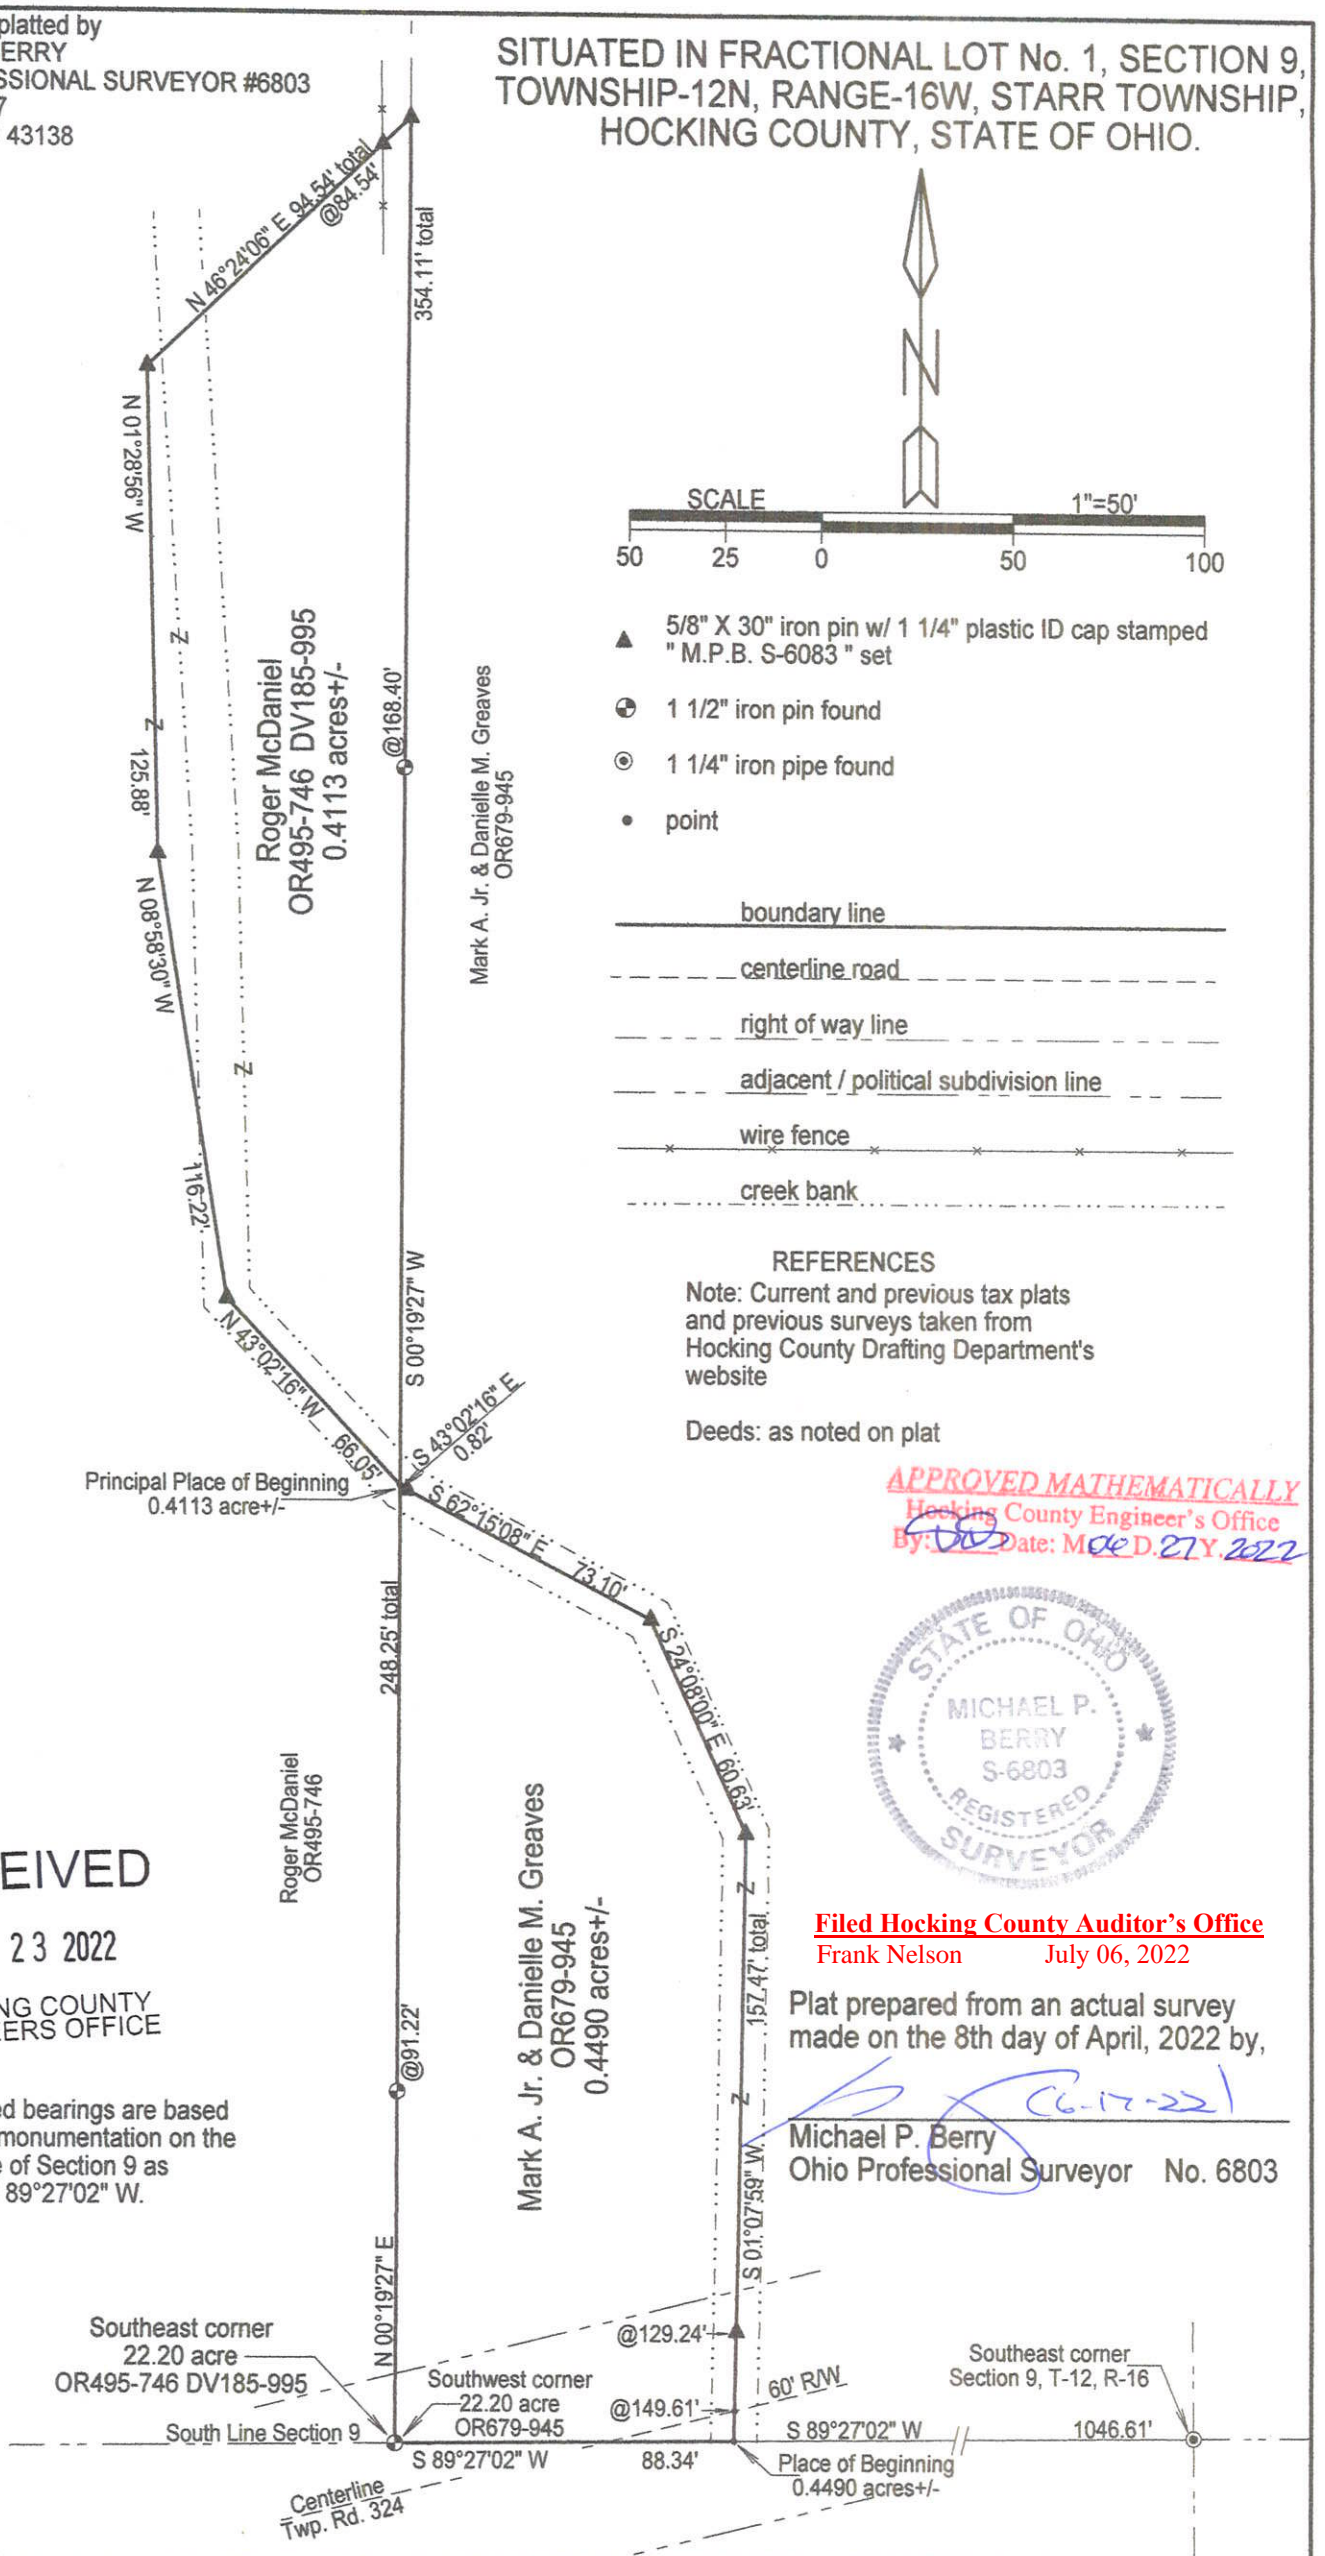 platted by
ERRY
SSIONAL SURVEYOR #6803
7
43138
SITUATED IN FRACTIONAL LOT No. 1, SECTION 9,
TOWNSHIP-12N, RANGE-16W, STARR TOWNSHIP,
HOCKING COUNTY, STATE OF OHIO.
N 46°24'06" E 94.54' total
@84.54'
354.11' total
N
N 01°28'56" W
125.88'
SCALE
1"=50'
50 25 0 50 100
5/8" X 30" iron pin w/ 1 1/4" plastic ID cap stamped
" M.P.B. S-6083 " set
1 1/2" iron pin found
1 1/4" iron pipe found
point
Z
Z
Z
Roger McDaniel
OR495-746 DV185-995
0.4113 acres+/-
@168.40'
Mark A. Jr. & Danielle M. Greaves
OR679-945
boundary line
centerline road
right of way line
adjacent / political subdivision line
wire fence
creek bank
N 08°58'30" W
116.22'
S 00°19'27" W
REFERENCES
Note: Current and previous tax plats
and previous surveys taken from
Hocking County Drafting Department's
website
Deeds: as noted on plat
N 43°02'16" W
66.05'
S 43°02'16" E
0.82'
Principal Place of Beginning
0.4113 acre+/-
S 62°15'08" E
73.10'
APPROVED MATHEMATICALLY
Hocking County Engineer's Office
By: Date: M 06 D. 27 Y. 2022
248.25' total
S 24°08'00" E 60.63'
STATE OF OHIO
MICHAEL P.
BERRY
S-6803
REGISTERED
SURVEYOR
Roger McDaniel
OR495-746
Mark A. Jr. & Danielle M. Greaves
OR679-945
0.4490 acres+/-
EIVED
23 2022
NG COUNTY
ERS OFFICE
Z
Z
157.47' total
S 01°07'59" W
Filed Hocking County Auditor's Office
Frank Nelson July 06, 2022
Plat prepared from an actual survey
made on the 8th day of April, 2022 by,
(6-17-22)
Michael P. Berry
Ohio Professional Surveyor No. 6803
@91.22'
ed bearings are based
monumentation on the
e of Section 9 as
89°27'02" W.
N 00°19'27" E
Southeast corner
22.20 acre
OR495-746 DV185-995
Southwest corner
22.20 acre
OR679-945
@129.24'
@149.61'
60' R/W
Southeast corner
Section 9, T-12, R-16
South Line Section 9
S 89°27'02" W
88.34'
S 89°27'02" W
1046.61'
Place of Beginning
0.4490 acres+/-
Centerline
Twp. Rd. 324